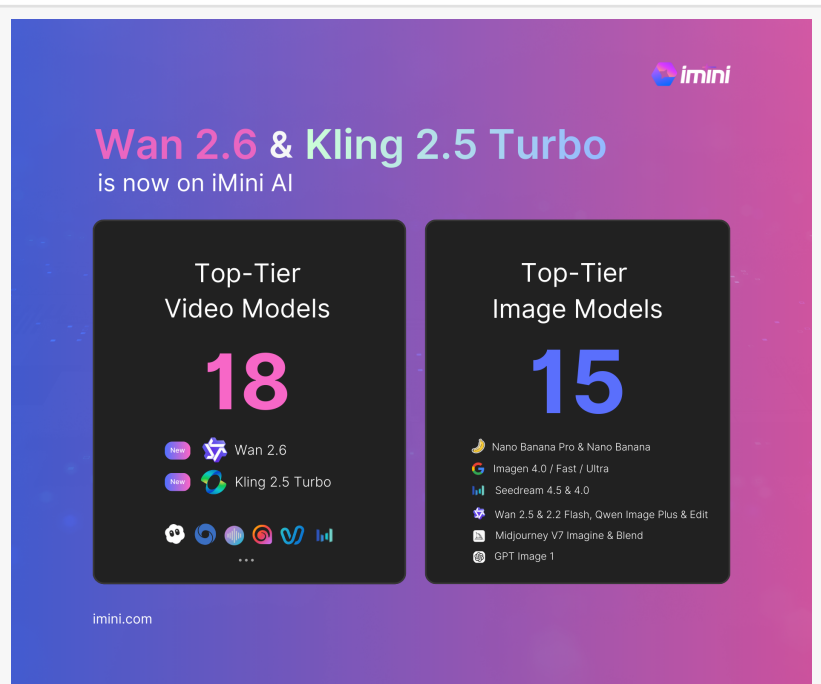 imini
Wan 2.6 & Kling 2.5 Turbo
is now on iMini AI
Top-Tier
Video Models
18
New Wan 2.6
New Kling 2.5 Turbo
...
Top-Tier
Image Models
15
Nano Banana Pro & Nano Banana
Imagen 4.0 / Fast / Ultra
Seedream 4.5 & 4.0
Wan 2.5 & 2.2 Flash, Qwen Image Plus & Edit
Midjourney V7 Imagine & Blend
GPT Image 1
imini.com